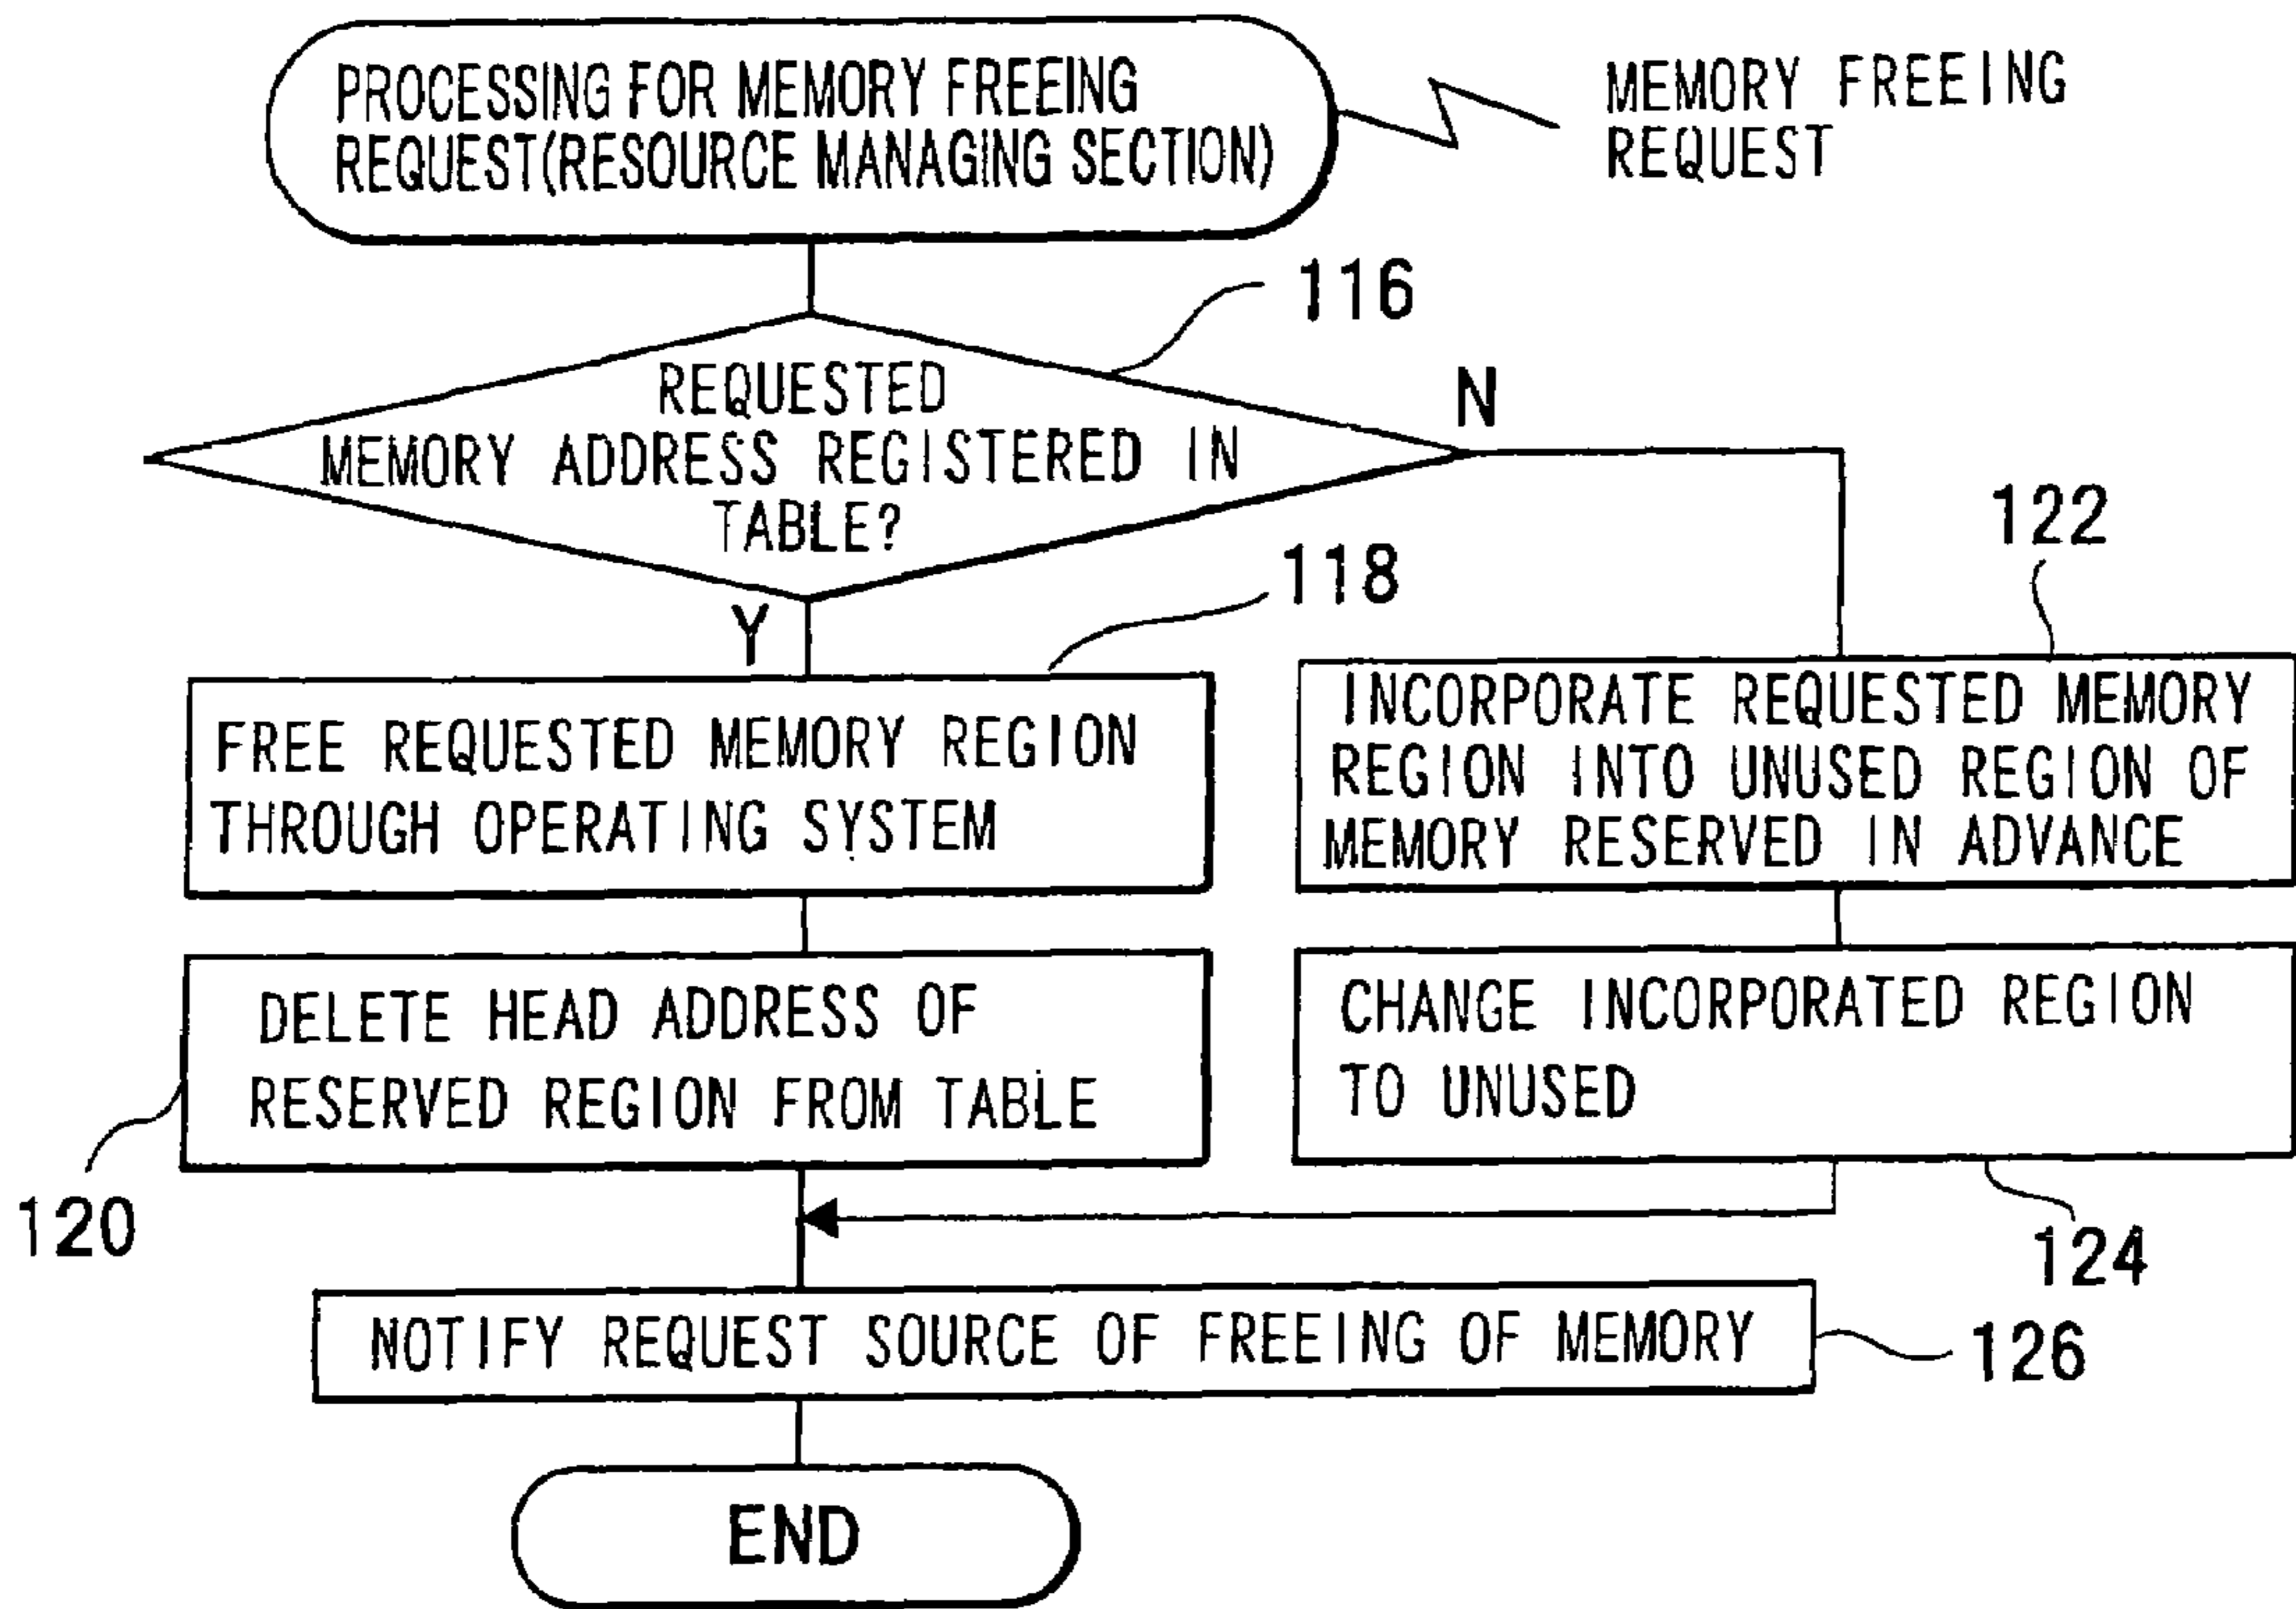 PROCESSING FOR MEMORY FREEING
REQUEST(RESOURCE MANAGING SECTION)
MEMORY FREEING
REQUEST
116
REQUESTED
MEMORY ADDRESS REGISTERED IN
TABLE?
N
Y
118
122
FREE REQUESTED MEMORY REGION
THROUGH OPERATING SYSTEM
INCORPORATE REQUESTED MEMORY
REGION INTO UNUSED REGION OF
MEMORY RESERVED IN ADVANCE
DELETE HEAD ADDRESS OF
RESERVED REGION FROM TABLE
120
CHANGE INCORPORATED REGION
TO UNUSED
124
NOTIFY REQUEST SOURCE OF FREEING OF MEMORY
126
END